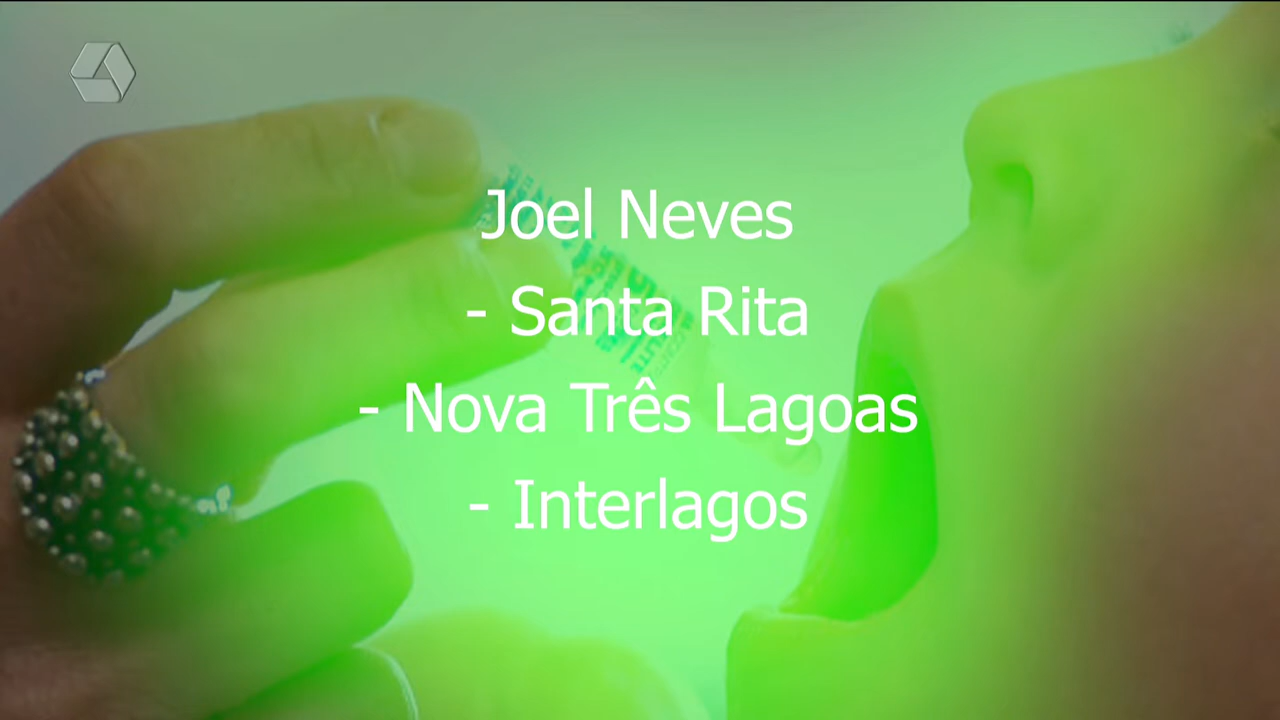 Joel Neves
- Santa Rita
- Nova Três Lagoas
- Interlagos